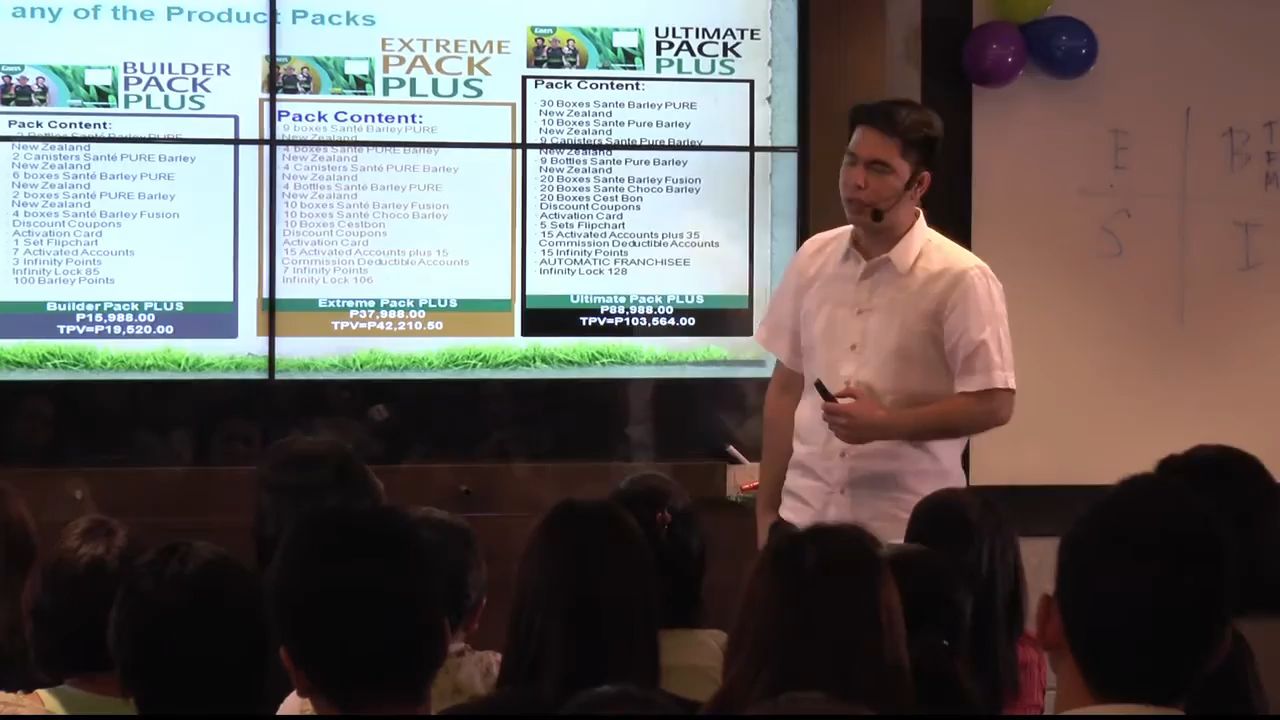 any of the Product Packs
BUILDER
PACK
PLUS
Pack Content:
2 Bottles Santé PURE
New Zealand
2 Canisters Santé PURE Barley
New Zealand
6 boxes Santé BarleyPURE
New Zealand
2 boxes Santé PURE Barley
New Zealand
4 boxes Santé Barley Fusion
Discount Coupons
Activation Card
1 Set Flipchart
7 Activated Accounts
3 Infinity Points
Infinity Lock 85
100 Barley Points
Builder Pack PLUS
P15,988.00
TPV=P19,520.00
EXTREME
PACK
PLUS
Pack Content:
9 boxes Santé Barley PURE
New Zealand
4 boxes Santé PURE Barley
New Zealand
4 Canisters Santé PURE Barley
New Zealand
4 Bottles Santé PURE
New Zealand
10 boxes Santé Barley Fusion
10 boxes Santé Choco Barley
10 Boxes Cestbon
Discount Coupons
Activation Card
15 Activated Accounts plus 15
Commission Deductible Accounts
7 Infinity Points
Infinity Lock 106
Extreme Pack PLUS
P37,988.00
TPV=P42,210.50
ULTIMATE
PACK
PLUS
Pack Content:
30 Boxes Sante Barley PURE
New Zealand
10 Boxes Sante Pure Barley
New Zealand
9 Canisters Sante Pure Barley
New Zealand
9 Bottles Sante Pure Barley
New Zealand
20 Boxes Sante Barley Fusion
20 Boxes Sante Choco Barley
20 Boxes Cest Bon
Discount Coupons
Activation Card
5 Sets Flipchart
15 Activated Accounts plus 35
Commission Deductible Accounts
15 Infinity Points
AUTOMATIC FRANCHISEE
Infinity Lock 128
Ultimate Pack PLUS
P88,988.00
TPV=P103,564.00
E B
S I